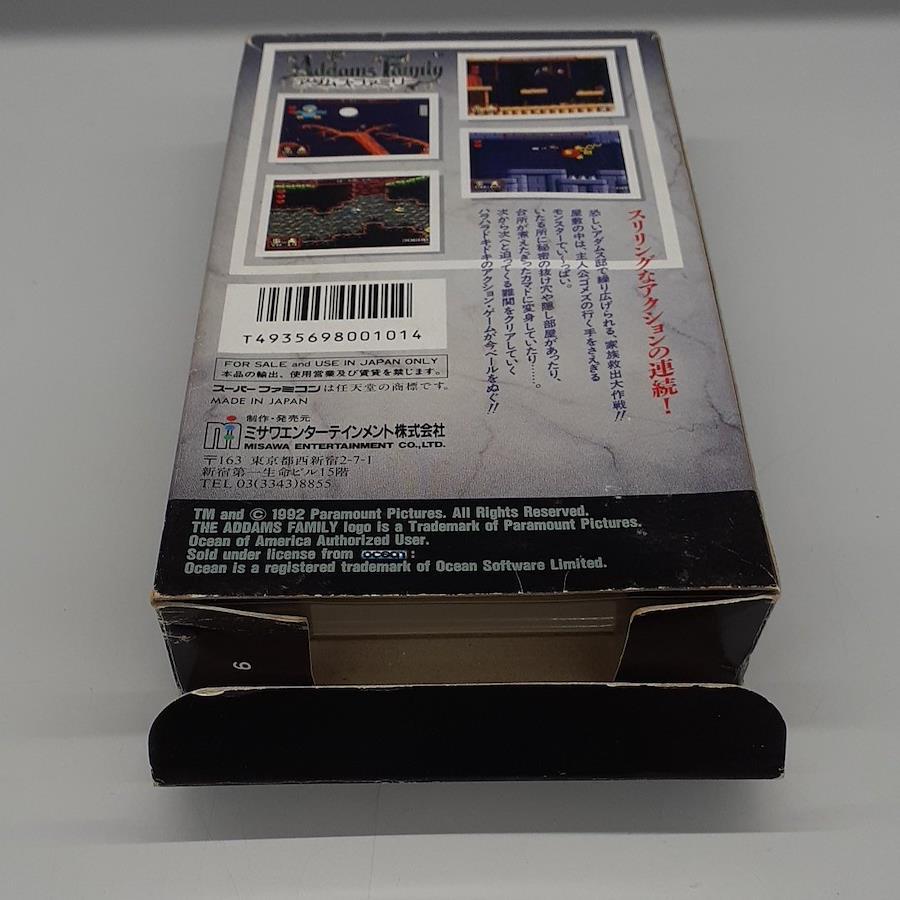 Addams Family
アダムス・ファミリー
スリリングなアクションの連続!
恐しいアダムス邸で繰り広げられる、家族救出大作戦!!
屋敷の中は、主人公ゴメズの行く手をさえぎる
モンスターでいーっぱい。
いたる所に秘密の抜け穴や隠し部屋があったり、
台所が煮えたぎったカマドに変身していたり……。
次から次へと迫ってくる難関をクリアしていく
ハラハラドキドキのアクション・ゲームが今ベールをぬぐ!!
T4935698001014
FOR SALE and USE IN JAPAN ONLY
本品の輸出、使用営業及び賃貸を禁じます。
スーパーファミコンは任天堂の商標です。
MADE IN JAPAN
制作・発売元
ミサワエンターテインメント株式会社
MISAWA ENTERTAINMENT CO.,LTD.
〒163 東京都西新宿2-7-1
新宿第一生命ビル15階
TEL 03(3343)8855
TM and © 1992 Paramount Pictures. All Rights Reserved.
THE ADDAMS FAMILY logo is a Trademark of Paramount Pictures.
Ocean of America Authorized User.
Sold under license from ocean :
Ocean is a registered trademark of Ocean Software Limited.